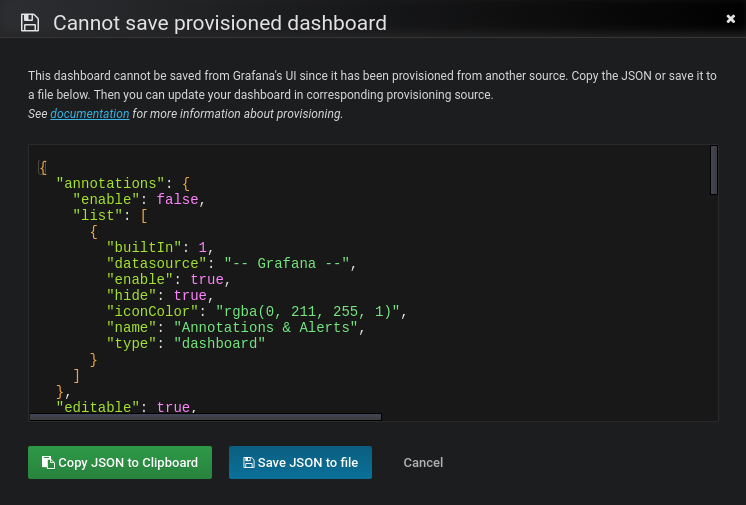 Cannot save provisioned dashboard
This dashboard cannot be saved from Grafana's UI since it has been provisioned from another source. Copy the JSON or save it to
a file below. Then you can update your dashboard in corresponding provisioning source.
See documentation for more information about provisioning.
{
  "annotations": {
    "enable": false,
    "list": [
      {
        "builtIn": 1,
        "datasource": "-- Grafana --",
        "enable": true,
        "hide": true,
        "iconColor": "rgba(0, 211, 255, 1)",
        "name": "Annotations & Alerts",
        "type": "dashboard"
      }
    ]
  },
  "editable": true,
Copy JSON to Clipboard Save JSON to file Cancel